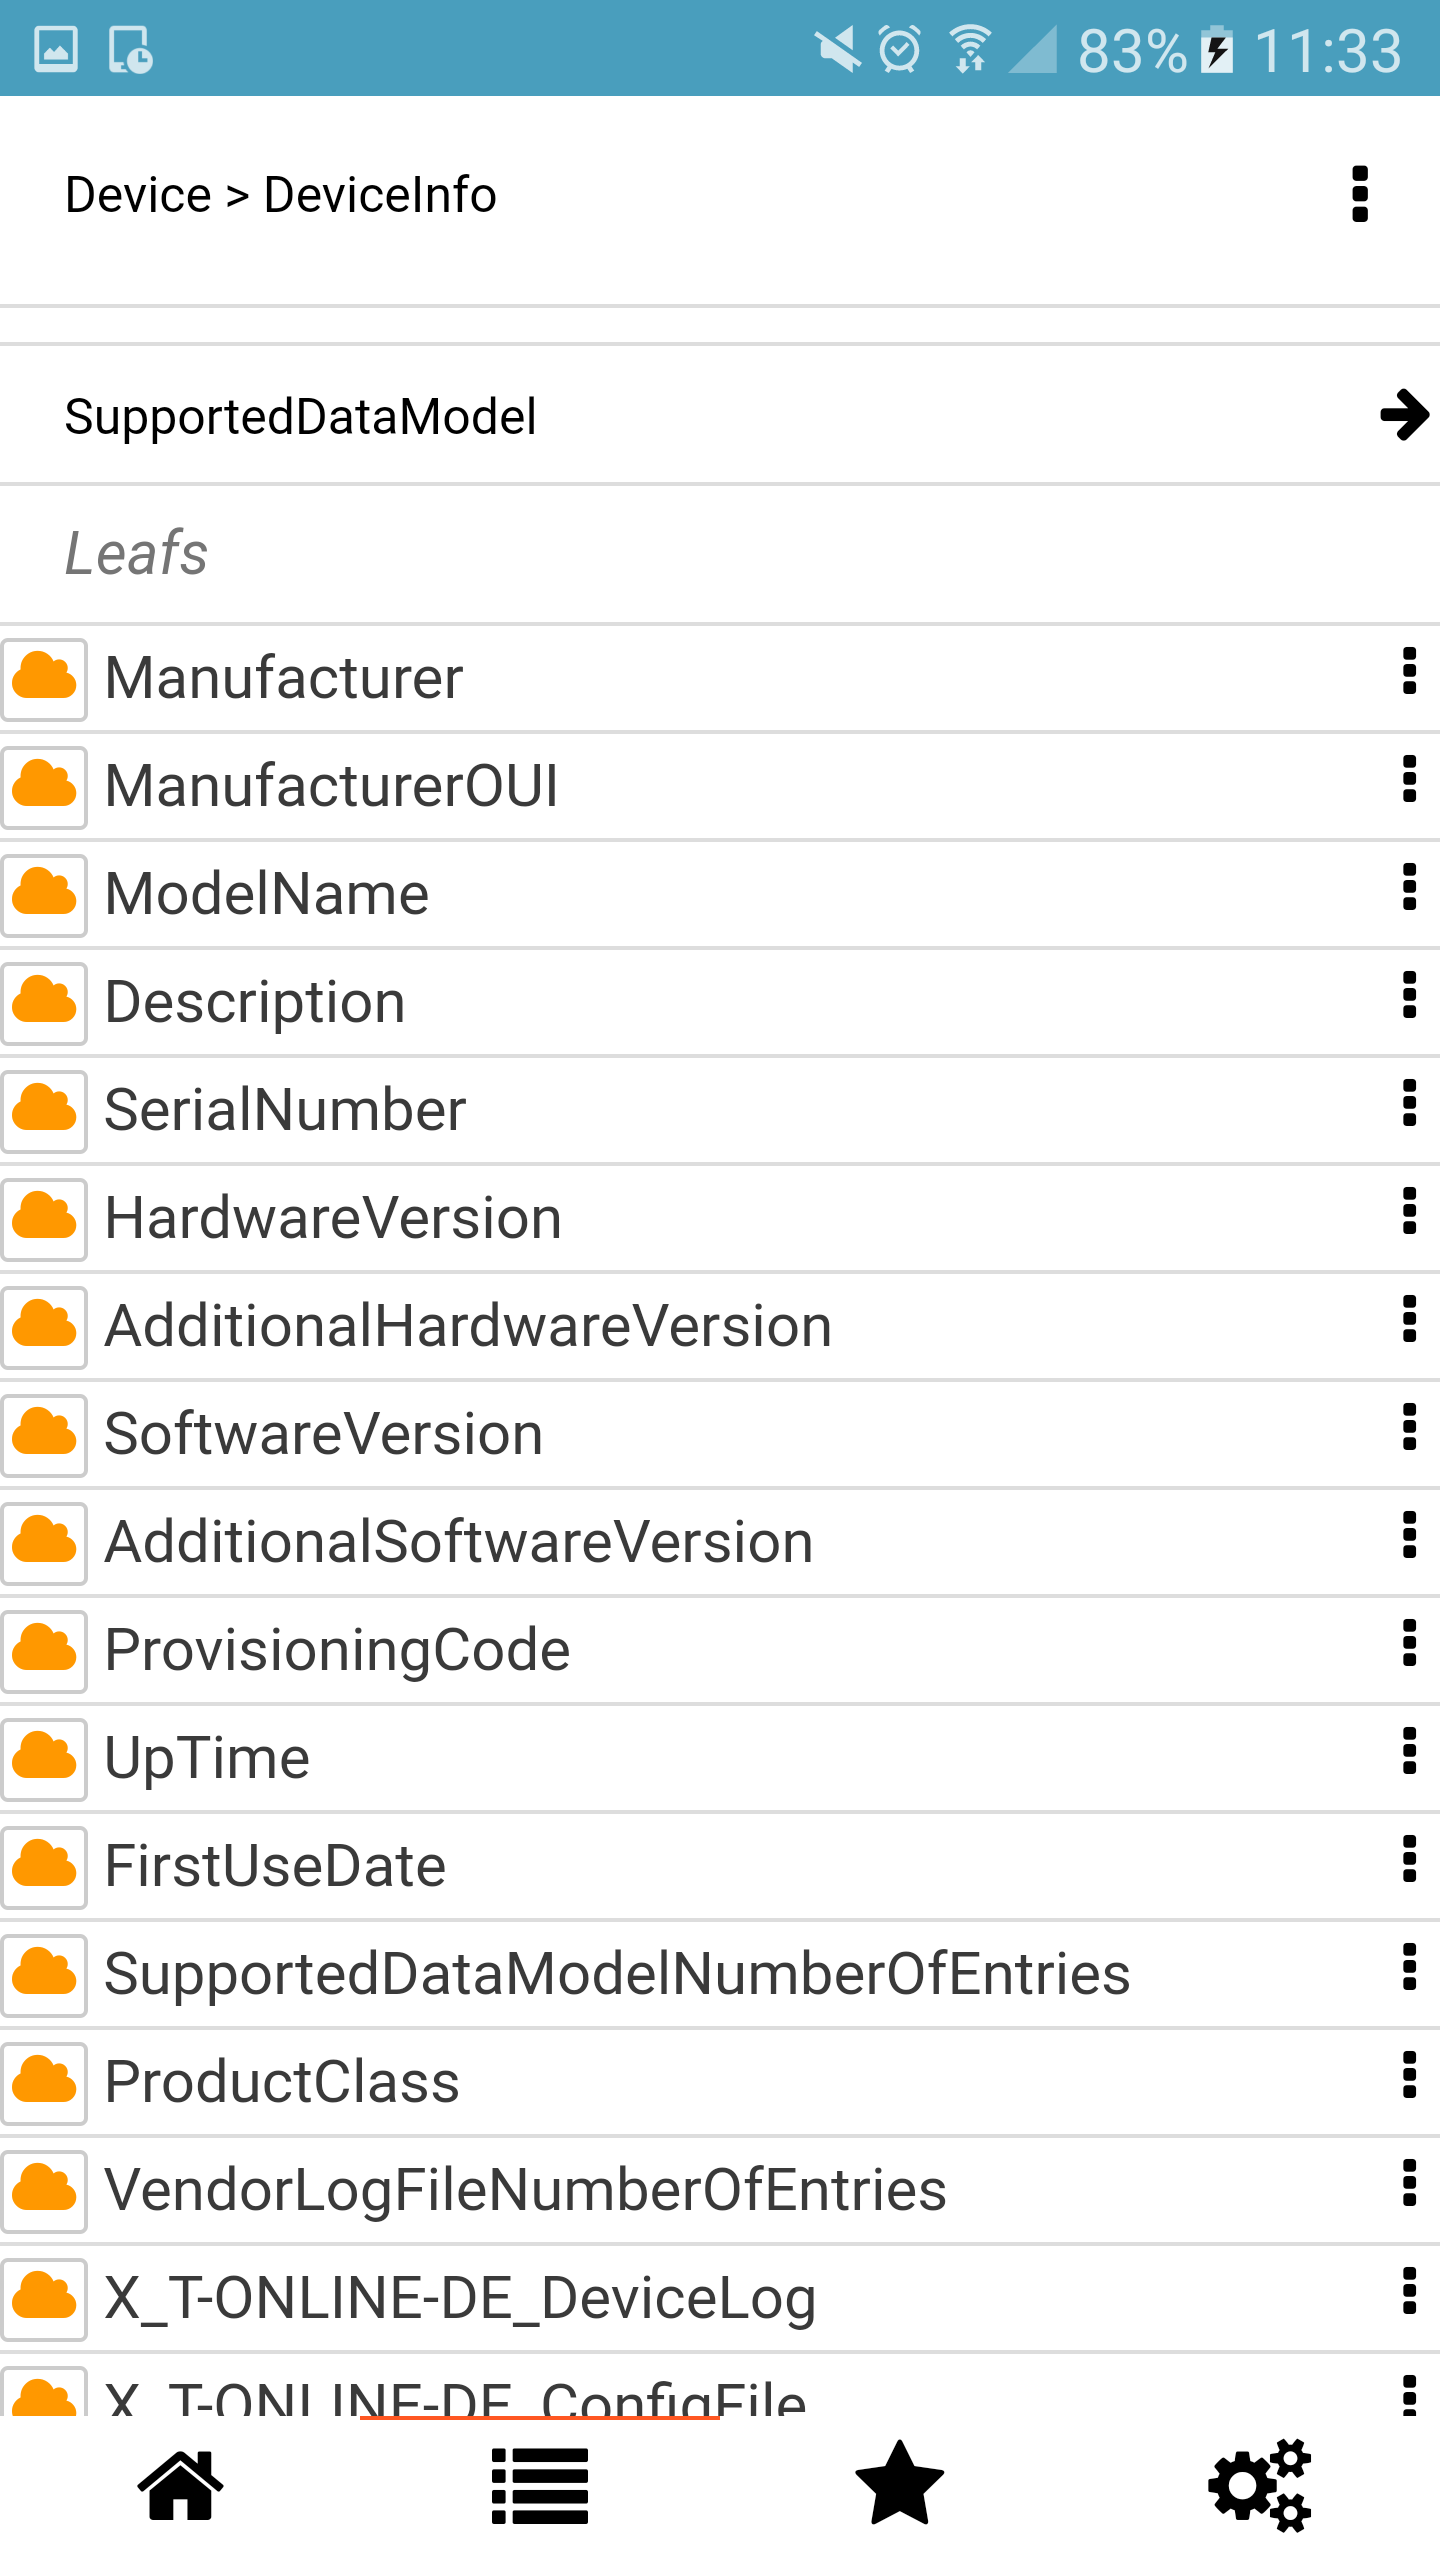 83% 11:33
Device > DeviceInfo
SupportedDataModel
Leafs
Manufacturer
ManufacturerOUI
ModelName
Description
SerialNumber
HardwareVersion
AdditionalHardwareVersion
SoftwareVersion
AdditionalSoftwareVersion
ProvisioningCode
UpTime
FirstUseDate
SupportedDataModelNumberOfEntries
ProductClass
VendorLogFileNumberOfEntries
X_T-ONLINE-DE_DeviceLog
X_T-ONLINE-DE_ConfigFile